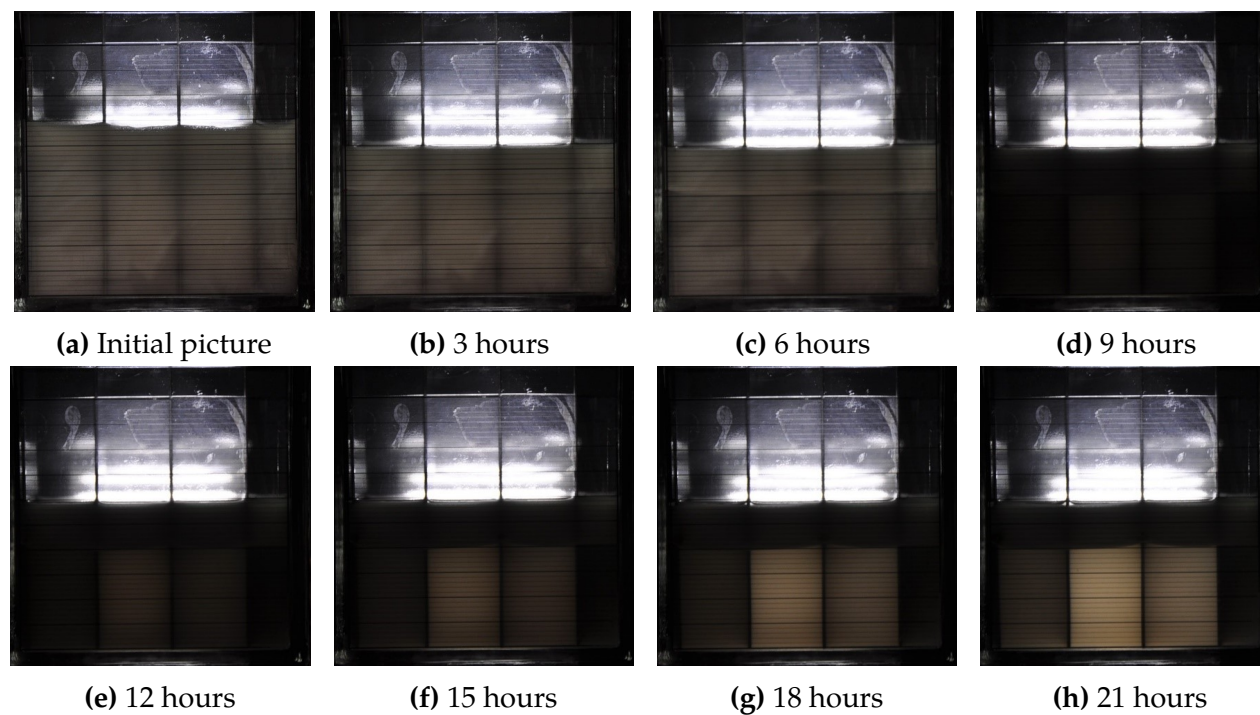 (a) Initial picture
(b) 3 hours
(c) 6 hours
(d) 9 hours
(e) 12 hours
(f) 15 hours
(g) 18 hours
(h) 21 hours